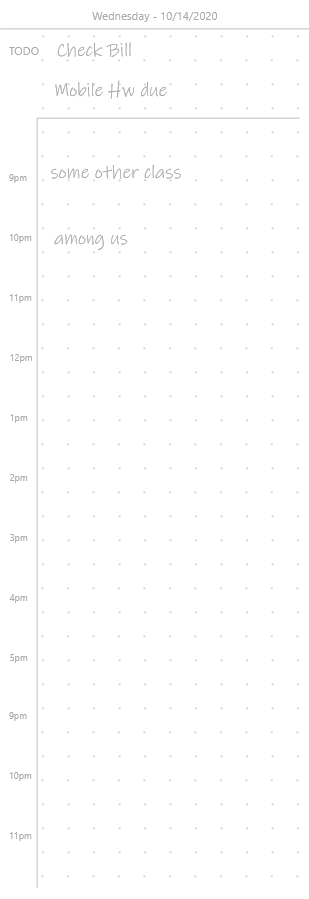 Wednesday - 10/14/2020
TODO Check Bill
Mobile Hw due
9pm some other class
10pm among us
11pm
12pm
1pm
2pm
3pm
4pm
5pm
9pm
10pm
11pm